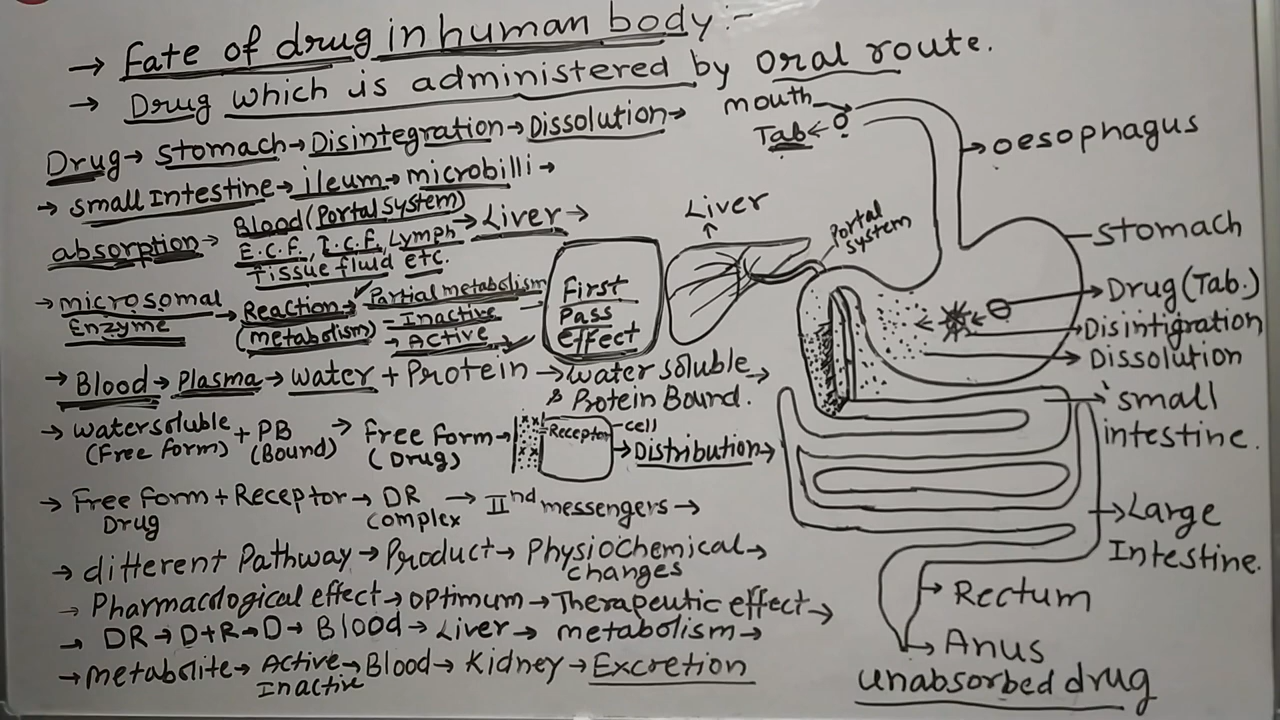 → Fate of drug in human body:-
→ Drug which is administered by oral route.
Drug → stomach → Disintegration → Dissolution →
→ small Intestine → ileum → microbilli →
absorption → Blood (Portal System) → Liver →
E.C.F., I.C.F., Lymph
Tissue fluid etc.
→ microsomal Enzyme → Reaction (metabolism) → Partial metabolism
= Inactive
→ Active
First Pass effect
→ Blood → Plasma → water + Protein → water soluble →
& Protein Bound.
→ water soluble + PB → Free Form → Receptor cell
(Free form) (Bound) (Drug) → Distribution →
→ Free Form + Receptor → DR → IInd messengers →
Drug complex
→ different Pathway → Product → Physiochemical →
changes
→ Pharmacological effect → optimum → Therapeutic effect →
→ DR → D+R → D → Blood → Liver → metabolism →
→ metabolite → Active → Blood → Kidney → Excretion
Inactive
mouth
Tab
oesophagus
Liver
Portal system
stomach
Drug (Tab.)
Disintigration
Dissolution
small intestine.
Large Intestine.
Rectum
Anus
unabsorbed drug